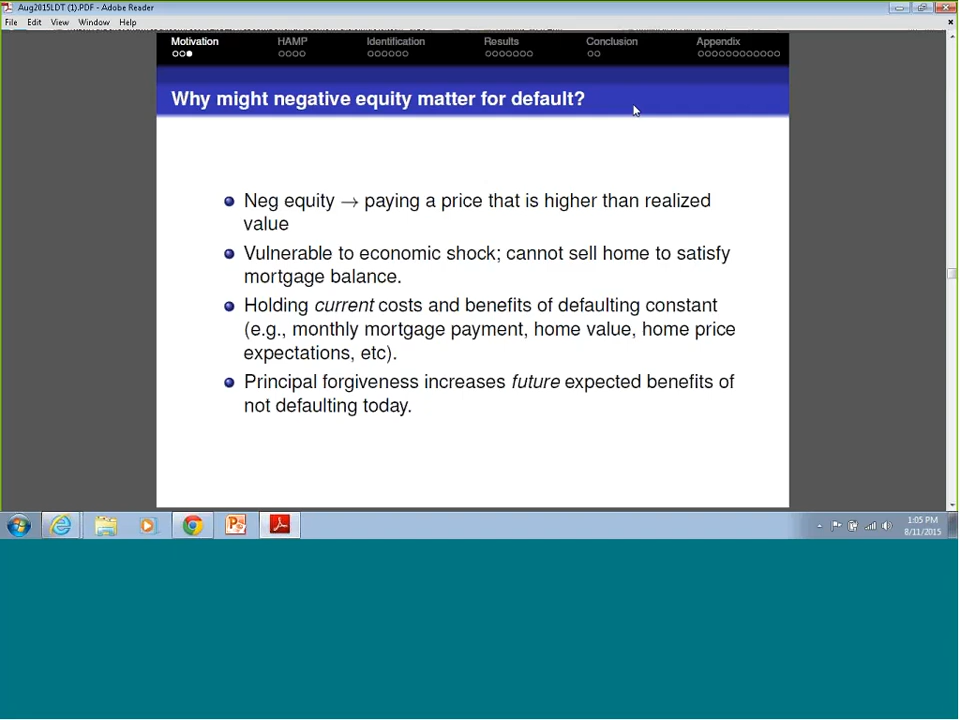 Aug2015LDT (1).PDF - Adobe Reader
File Edit View Window Help
Motivation HAMP Identification Results Conclusion Appendix
Why might negative equity matter for default?
Neg equity → paying a price that is higher than realized
value
Vulnerable to economic shock; cannot sell home to satisfy
mortgage balance.
Holding current costs and benefits of defaulting constant
(e.g., monthly mortgage payment, home value, home price
expectations, etc).
Principal forgiveness increases future expected benefits of
not defaulting today.
1:05 PM
8/11/2015